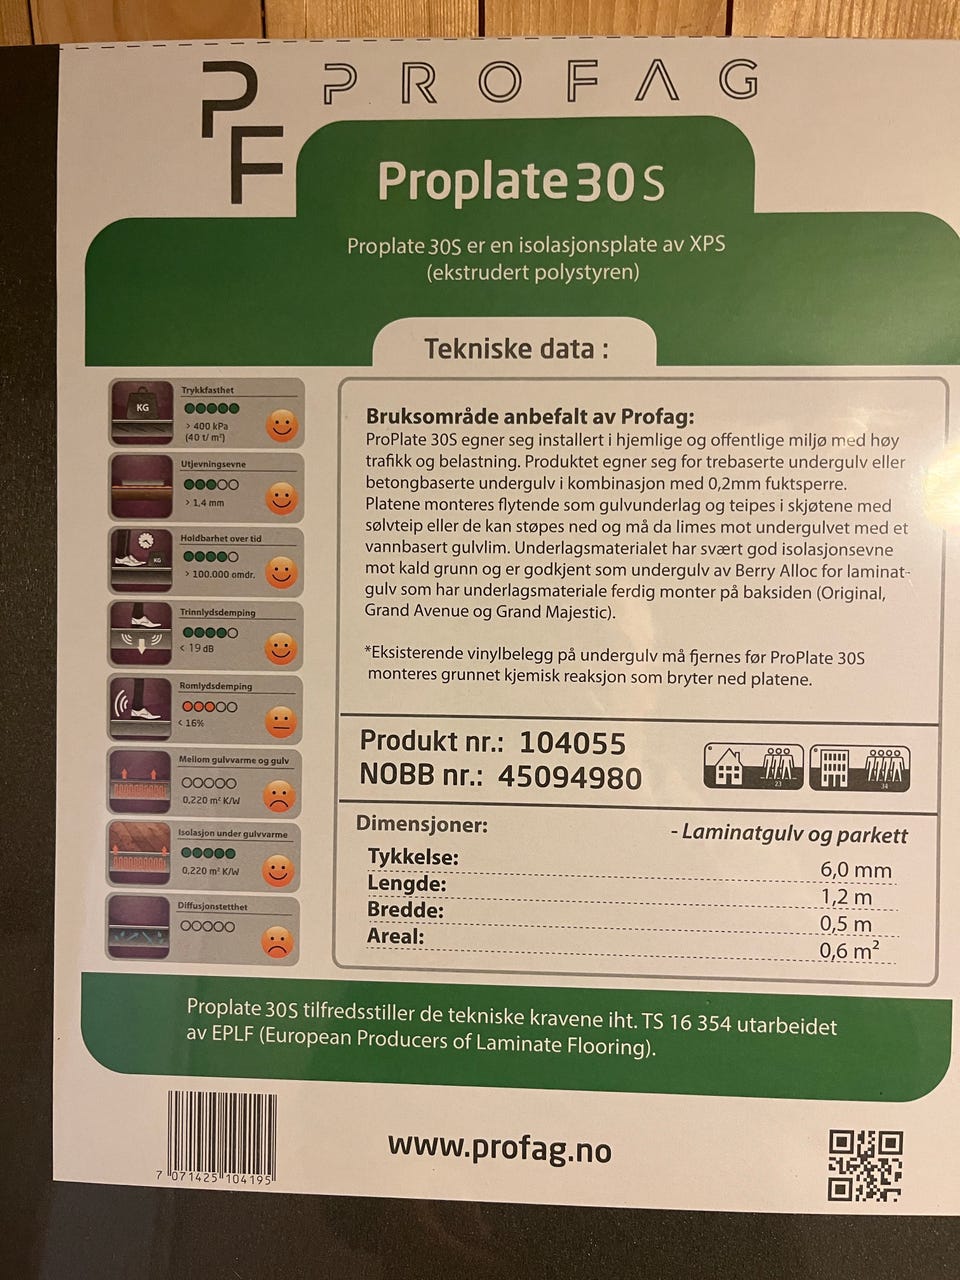 PF PROFAG
Proplate 30 S
Proplate 30S er en isolasjonsplate av XPS
(ekstrudert polystyren)
Tekniske data :
KG
Trykkfasthet
> 400 kPa
(40 t/ m²)
Utjevningsevne
> 1,4 mm
Holdbarhet over tid
KG
> 100.000 omdr.
Trinnlydsdemping
< 19 dB
Romlydsdemping
< 16%
Mellom gulvvarme og gulv
0,220 m² K/W
Isolasjon under gulvvarme
0,220 m² K/W
Diffusjonstetthet
Bruksområde anbefalt av Profag:
ProPlate 30S egner seg installert i hjemlige og offentlige miljø med høy
trafikk og belastning. Produktet egner seg for trebaserte undergulv eller
betongbaserte undergulv i kombinasjon med 0,2mm fuktsperre.
Platene monteres flytende som gulvunderlag og teipes i skjøtene med
sølvteip eller de kan støpes ned og må da limes mot undergulvet med et
vannbasert gulvlim. Underlagsmaterialet har svært god isolasjonsevne
mot kald grunn og er godkjent som undergulv av Berry Alloc for laminat-
gulv som har underlagsmateriale ferdig monter på baksiden (Original,
Grand Avenue og Grand Majestic).
*Eksisterende vinylbelegg på undergulv må fjernes før ProPlate 30S
monteres grunnet kjemisk reaksjon som bryter ned platene.
Produkt nr.: 104055
NOBB nr.: 45094980
23
34
Dimensjoner:
- Laminatgulv og parkett
Tykkelse: 6,0 mm
Lengde: 1,2 m
Bredde: 0,5 m
Areal: 0,6 m²
Proplate 30S tilfredsstiller de tekniske kravene iht. TS 16 354 utarbeidet
av EPLF (European Producers of Laminate Flooring).
7 071425 104195
www.profag.no